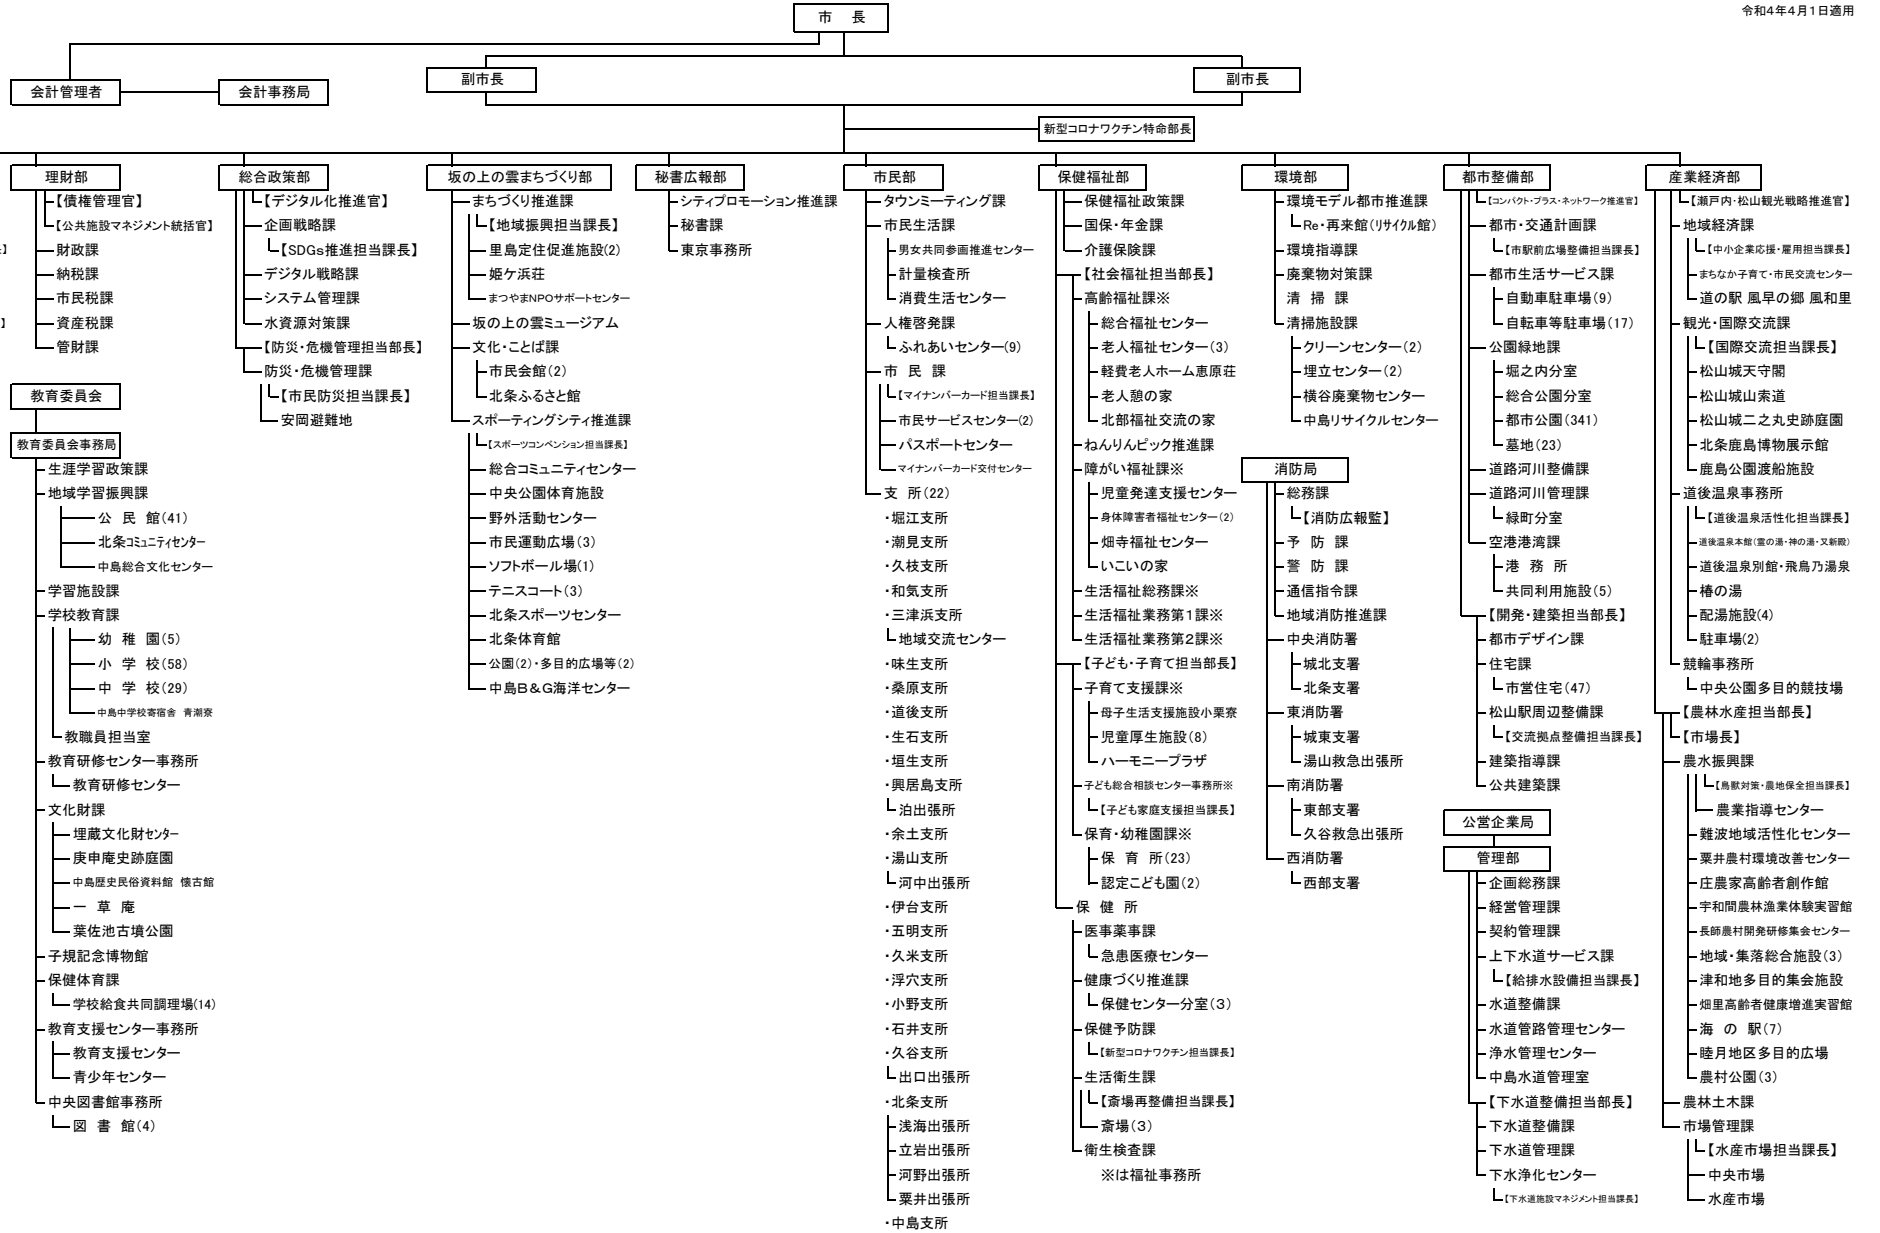 令和4年4月1日適用
市　長
副市長
副市長
会計管理者
会計事務局
新型コロナワクチン特命部長
理財部
【債権管理官】
【公共施設マネジメント統括官】
財政課
納税課
市民税課
資産税課
管財課
】
】
教育委員会
教育委員会事務局
生涯学習政策課
地域学習振興課
公 民 館(41)
北条コミュニティセンター
中島総合文化センター
学習施設課
学校教育課
幼 稚 園(5)
小 学 校(58)
中 学 校(29)
中島中学校寄宿舎　青潮寮
教職員担当室
教育研修センター事務所
教育研修センター
文化財課
埋蔵文化財センター
庚申庵史跡庭園
中島歴史民俗資料館　懐古館
一 草 庵
葉佐池古墳公園
子規記念博物館
保健体育課
学校給食共同調理場(14)
教育支援センター事務所
教育支援センター
青少年センター
中央図書館事務所
図 書 館(4)
総合政策部
【デジタル化推進官】
企画戦略課
【SDGs推進担当課長】
デジタル戦略課
システム管理課
水資源対策課
【防災・危機管理担当部長】
防災・危機管理課
【市民防災担当課長】
安岡避難地
坂の上の雲まちづくり部
まちづくり推進課
【地域振興担当課長】
里島定住促進施設(2)
姫ケ浜荘
まつやまNPOサポートセンター
坂の上の雲ミュージアム
文化・ことば課
市民会館(2)
北条ふるさと館
スポーティングシティ推進課
【スポーツコンベンション担当課長】
総合コミュニティセンター
中央公園体育施設
野外活動センター
市民運動広場(3)
ソフトボール場(1)
テニスコート(3)
北条スポーツセンター
北条体育館
公園(2)・多目的広場等(2)
中島B&G海洋センター
秘書広報部
シティプロモーション推進課
秘書課
東京事務所
市民部
タウンミーティング課
市民生活課
男女共同参画推進センター
計量検査所
消費生活センター
人権啓発課
ふれあいセンター(9)
市 民 課
【マイナンバーカード担当課長】
市民サービスセンター(2)
パスポートセンター
マイナンバーカード交付センター
支 所(22)
・堀江支所
・潮見支所
・久枝支所
・和気支所
・三津浜支所
地域交流センター
・味生支所
・桑原支所
・道後支所
・生石支所
・垣生支所
・興居島支所
泊出張所
・余土支所
・湯山支所
河中出張所
・伊台支所
・五明支所
・久米支所
・浮穴支所
・小野支所
・石井支所
・久谷支所
出口出張所
・北条支所
浅海出張所
立岩出張所
河野出張所
粟井出張所
・中島支所
保健福祉部
保健福祉政策課
国保・年金課
介護保険課
【社会福祉担当部長】
高齢福祉課※
総合福祉センター
老人福祉センター(3)
軽費老人ホーム恵原荘
老人憩の家
北部福祉交流の家
ねんりんピック推進課
障がい福祉課※
児童発達支援センター
身体障害者福祉センター(2)
畑寺福祉センター
いこいの家
生活福祉総務課※
生活福祉業務第1課※
生活福祉業務第2課※
【子ども・子育て担当部長】
子育て支援課※
母子生活支援施設小栗寮
児童厚生施設(8)
ハーモニープラザ
子ども総合相談センター事務所※
【子ども家庭支援担当課長】
保育・幼稚園課※
保 育 所(23)
認定こども園(2)
保 健 所
医事薬事課
急患医療センター
健康づくり推進課
保健センター分室(3)
保健予防課
【新型コロナワクチン担当課長】
生活衛生課
【斎場再整備担当課長】
斎場(3)
衛生検査課
※は福祉事務所
環境部
環境モデル都市推進課
Re・再来館(リサイクル館)
環境指導課
廃棄物対策課
清 掃 課
清掃施設課
クリーンセンター(2)
埋立センター(2)
横谷廃棄物センター
中島リサイクルセンター
消防局
総務課
【消防広報監】
予 防 課
警 防 課
通信指令課
地域消防推進課
中央消防署
城北支署
北条支署
東消防署
城東支署
湯山救急出張所
南消防署
東部支署
久谷救急出張所
西消防署
西部支署
都市整備部
【コンパクト・プラス・ネットワーク推進官】
都市・交通計画課
【市駅前広場整備担当課長】
都市生活サービス課
自動車駐車場(9)
自転車等駐車場(17)
公園緑地課
堀之内分室
総合公園分室
都市公園(341)
墓地(23)
道路河川整備課
道路河川管理課
緑町分室
空港港湾課
港 務 所
共同利用施設(5)
【開発・建築担当部長】
都市デザイン課
住宅課
市営住宅(47)
松山駅周辺整備課
【交流拠点整備担当課長】
建築指導課
公共建築課
公営企業局
管理部
企画総務課
経営管理課
契約管理課
上下水道サービス課
【給排水設備担当課長】
水道整備課
水道管路管理センター
浄水管理センター
中島水道管理室
【下水道整備担当部長】
下水道整備課
下水道管理課
下水浄化センター
【下水道施設マネジメント担当課長】
産業経済部
【瀬戸内・松山観光戦略推進官】
地域経済課
【中小企業応援・雇用担当課長】
まちなか子育て・市民交流センター
道の駅 風早の郷 風和里
観光・国際交流課
【国際交流担当課長】
松山城天守閣
松山城山索道
松山城二之丸史跡庭園
北条鹿島博物展示館
鹿島公園渡船施設
道後温泉事務所
【道後温泉活性化担当課長】
道後温泉本館(霊の湯・神の湯・又新殿)
道後温泉別館・飛鳥乃湯泉
椿の湯
配湯施設(4)
駐車場(2)
競輪事務所
中央公園多目的競技場
【農林水産担当部長】
【市場長】
農水振興課
【鳥獣対策・農地保全担当課長】
農業指導センター
難波地域活性化センター
粟井農村環境改善センター
庄農家高齢者創作館
宇和間農林漁業体験実習館
長師農村開発研修集会センター
地域・集落総合施設(3)
津和地多目的集会施設
畑里高齢者健康増進実習館
海 の 駅(7)
睦月地区多目的広場
農村公園(3)
農林土木課
市場管理課
【水産市場担当課長】
中央市場
水産市場